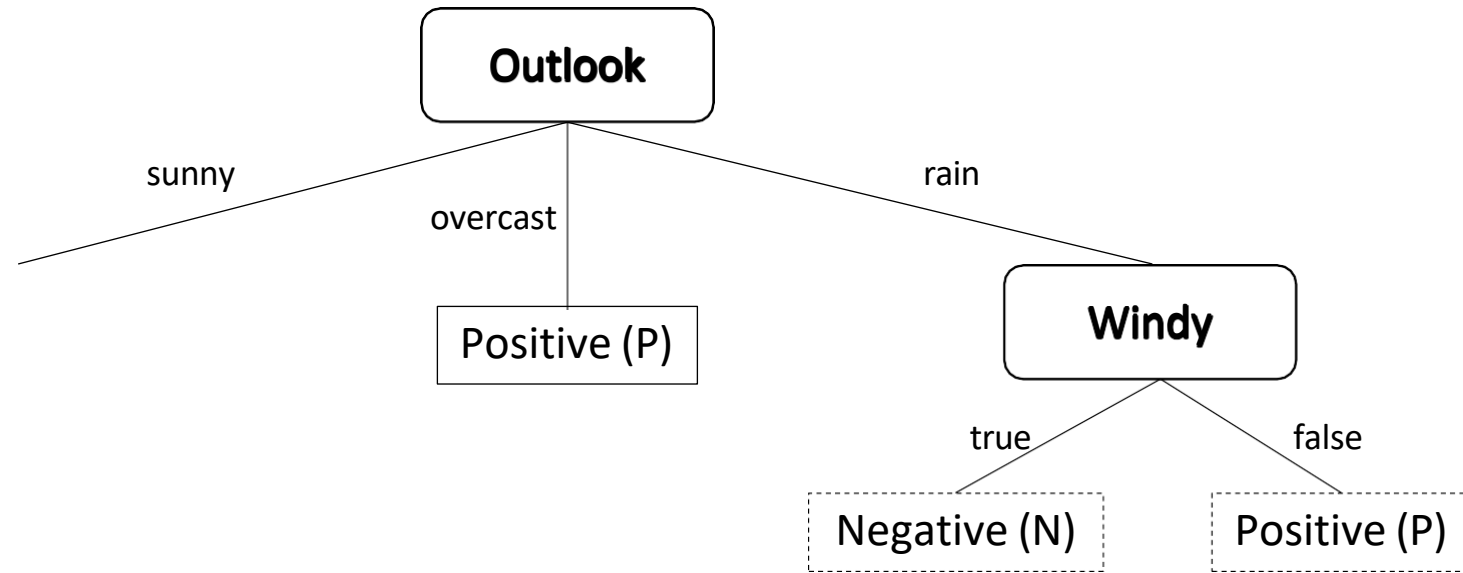 Outlook
sunny
rain
overcast
Positive (P)
Windy
true
false
Negative (N)
Positive (P)